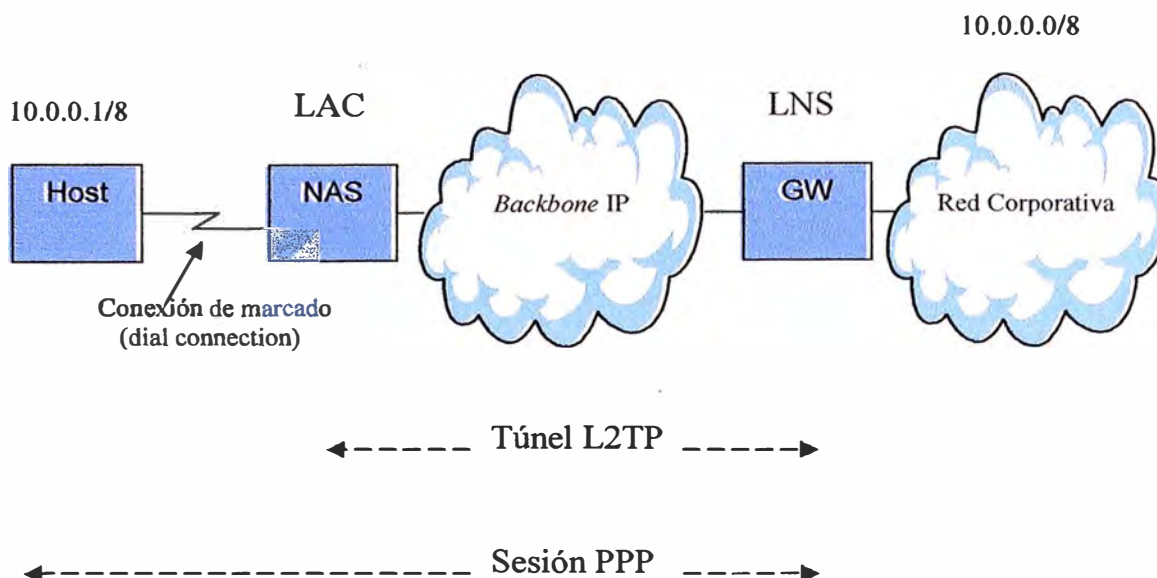 10.0.0.0/8
10.0.0.1/8
LAC
LNS
Host
NAS
Backbone IP
GW
Red Corporativa
Conexión de marcado
(dial connection)
Túnel L2TP
Sesión PPP